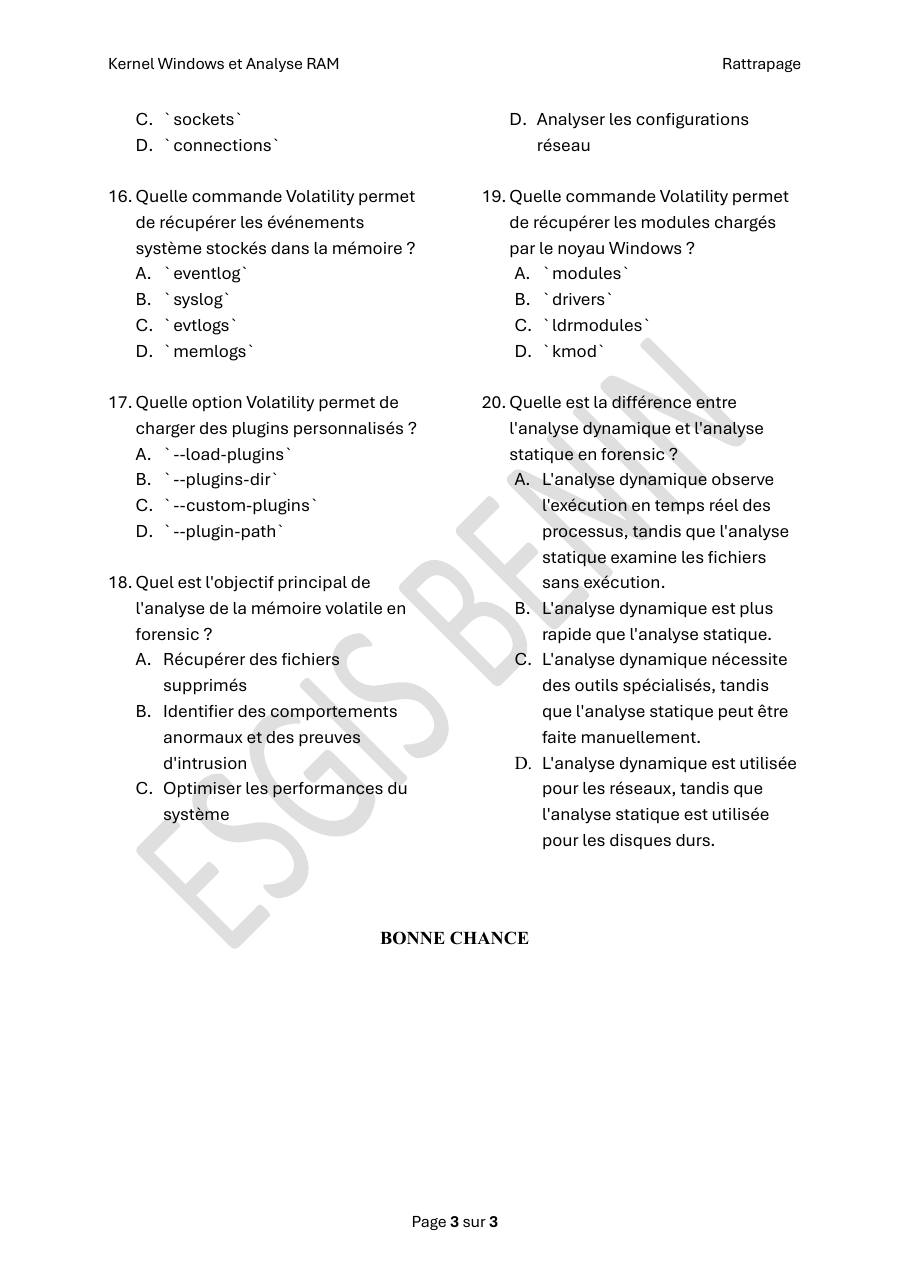 Kernel Windows et Analyse RAM Rattrapage
C. `sockets`
D. `connections`
16. Quelle commande Volatility permet
de récupérer les événements
système stockés dans la mémoire ?
A. `eventlog`
B. `syslog`
C. `evtlogs`
D. `memlogs`
17. Quelle option Volatility permet de
charger des plugins personnalisés ?
A. `--load-plugins`
B. `--plugins-dir`
C. `--custom-plugins`
D. `--plugin-path`
18. Quel est l'objectif principal de
l'analyse de la mémoire volatile en
forensic ?
A. Récupérer des fichiers
supprimés
B. Identifier des comportements
anormaux et des preuves
d'intrusion
C. Optimiser les performances du
système
D. Analyser les configurations
réseau
19. Quelle commande Volatility permet
de récupérer les modules chargés
par le noyau Windows ?
A. `modules`
B. `drivers`
C. `ldrmodules`
D. `kmod`
20. Quelle est la différence entre
l'analyse dynamique et l'analyse
statique en forensic ?
A. L'analyse dynamique observe
l'exécution en temps réel des
processus, tandis que l'analyse
statique examine les fichiers
sans exécution.
B. L'analyse dynamique est plus
rapide que l'analyse statique.
C. L'analyse dynamique nécessite
des outils spécialisés, tandis
que l'analyse statique peut être
faite manuellement.
D. L'analyse dynamique est utilisée
pour les réseaux, tandis que
l'analyse statique est utilisée
pour les disques durs.
ESGIS BENIN
BONNE CHANCE
Page 3 sur 3